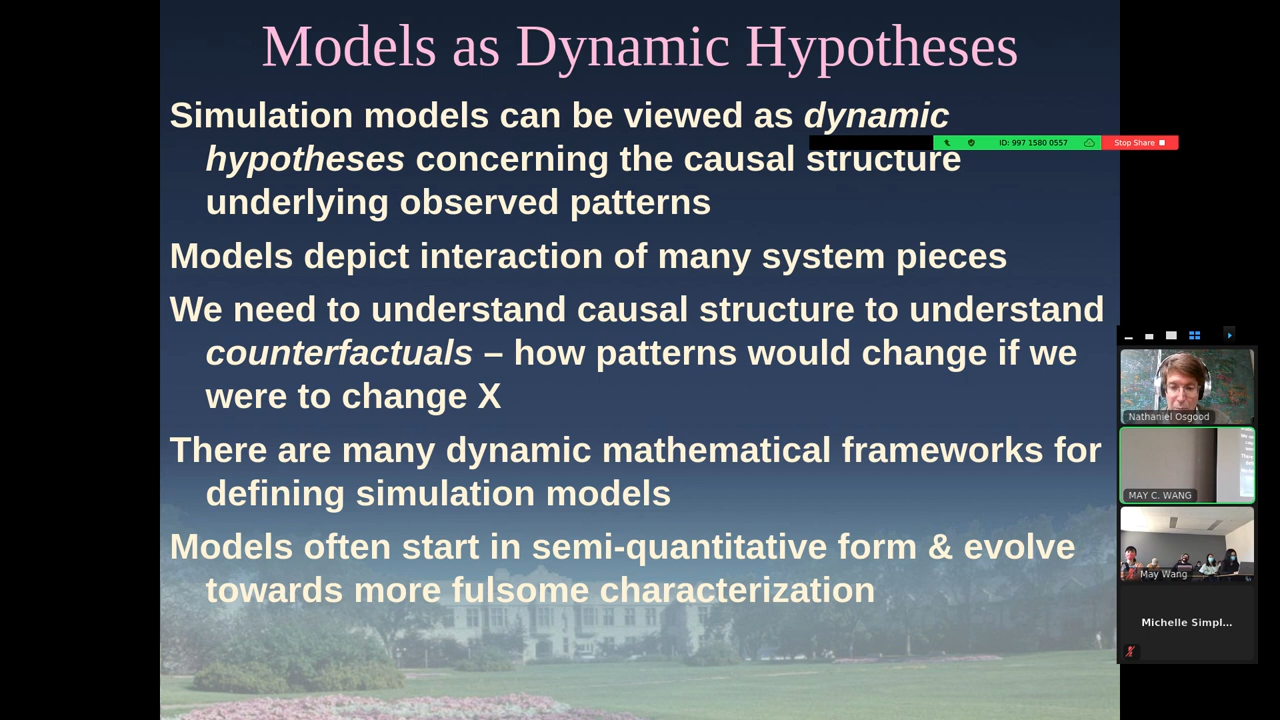 Models as Dynamic Hypotheses
Simulation models can be viewed as dynamic
hypotheses concerning the causal structure
underlying observed patterns
Models depict interaction of many system pieces
We need to understand causal structure to understand
counterfactuals – how patterns would change if we
were to change X
There are many dynamic mathematical frameworks for
defining simulation models
Models often start in semi-quantitative form & evolve
towards more fulsome characterization
ID: 997 1580 0557
Stop Share
Nathaniel Osgood
MAY C. WANG
May Wang
Michelle Simpl...